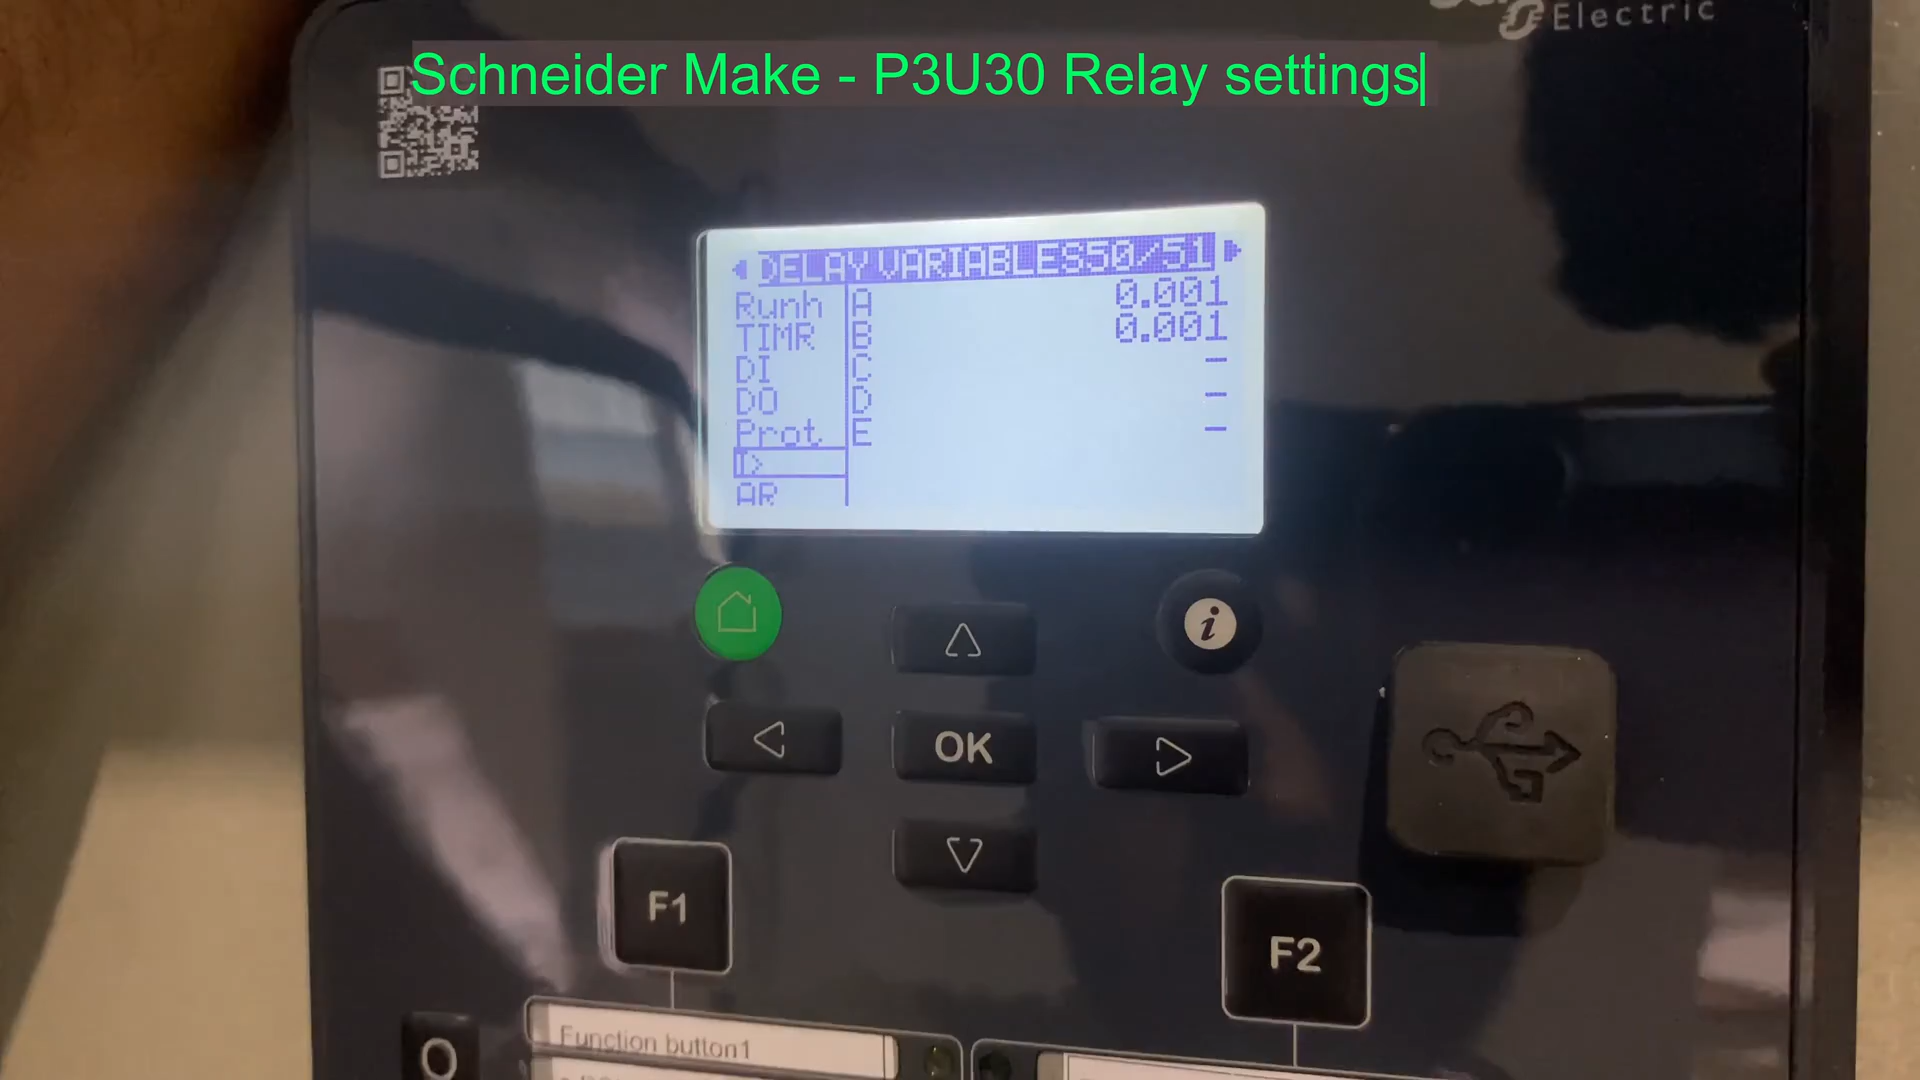 Electric
Schneider Make - P3U30 Relay settings
DELAY VARIABLES50/51
Runh A 0.001
TIMR B 0.001
DI C -
DO D -
Prot E -
I>
AR
i
OK
F1
F2
Function button1
O